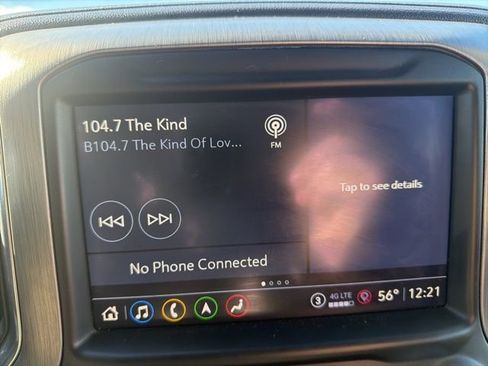 104.7 The Kind
B104.7 The Kind Of Lov...
FM
Tap to see details
No Phone Connected
3 4G LTE 56° 12:21